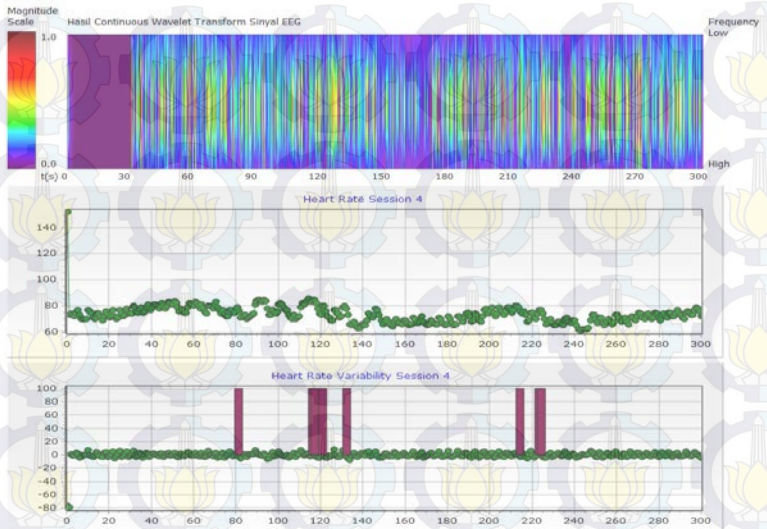 Magnitude
Scale
Hasil Continuous Wavelet Transform Sinyal EEG
Frequency
Low
1.0
0.0
High
t(s) 0 30 60 90 120 150 180 210 240 270 300
Heart Rate Session 4
140
120
100
80
60
0 20 40 60 80 100 120 140 160 180 200 220 240 260 280 300
Heart Rate Variability Session 4
100
80
60
40
20
0
-20
-40
-60
-80
0 20 40 60 80 100 120 140 160 180 200 220 240 260 280 300